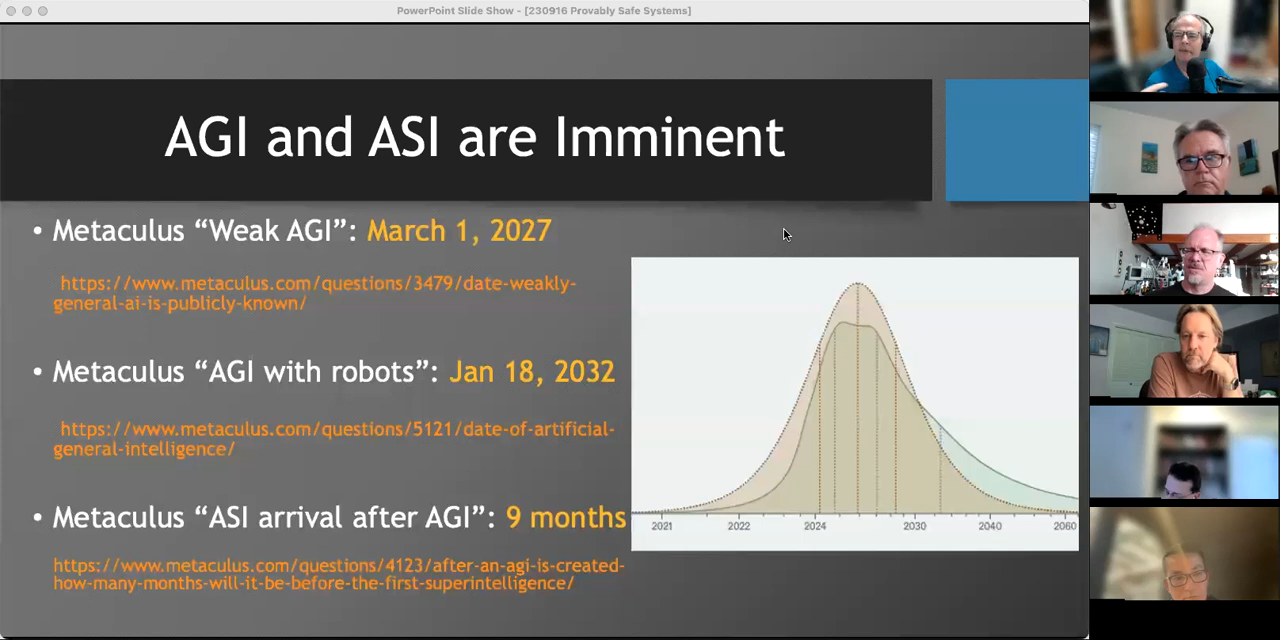 PowerPoint Slide Show - [230916 Provably Safe Systems]
AGI and ASI are Imminent
• Metaculus “Weak AGI”: March 1, 2027
https://www.metaculus.com/questions/3479/date-weakly-
general-ai-is-publicly-known/
• Metaculus “AGI with robots”: Jan 18, 2032
https://www.metaculus.com/questions/5121/date-of-artificial-
general-intelligence/
• Metaculus “ASI arrival after AGI”: 9 months
https://www.metaculus.com/questions/4123/after-an-agi-is-created-
how-many-months-will-it-be-before-the-first-superintelligence/
2021 2022 2024 2030 2040 2060